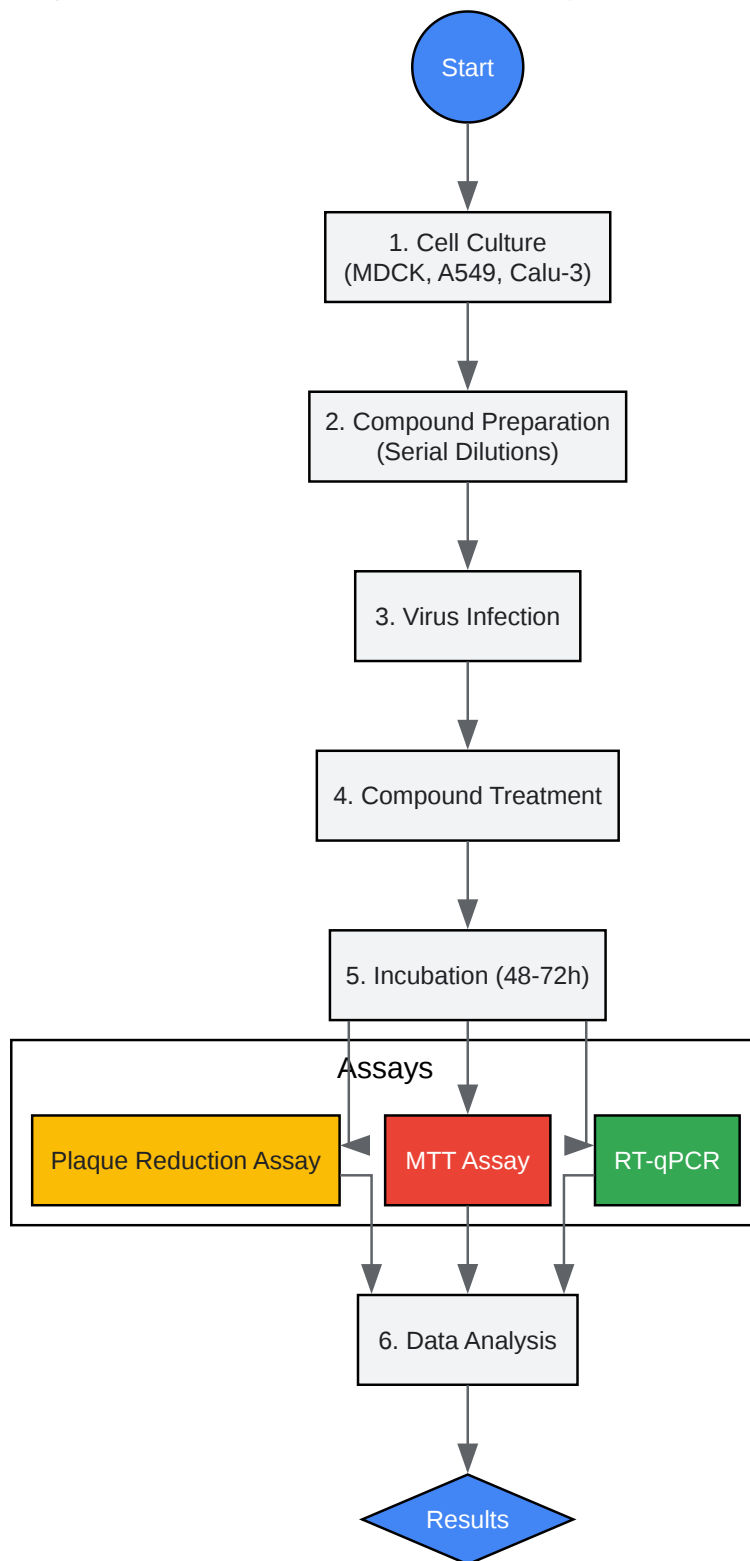 Start
1. Cell Culture
(MDCK, A549, Calu-3)
2. Compound Preparation
(Serial Dilutions)
3. Virus Infection
4. Compound Treatment
5. Incubation (48-72h)
Assays
Plaque Reduction Assay
MTT Assay
RT-qPCR
6. Data Analysis
Results